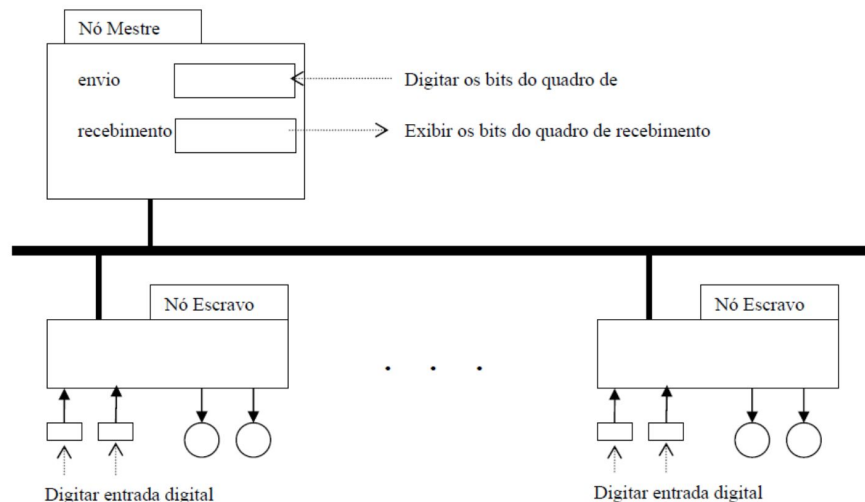 Nó Mestre
envio
Digitar os bits do quadro de
recebimento
Exibir os bits do quadro de recebimento
Nó Escravo
Nó Escravo
. . .
Digitar entrada digital
Digitar entrada digital